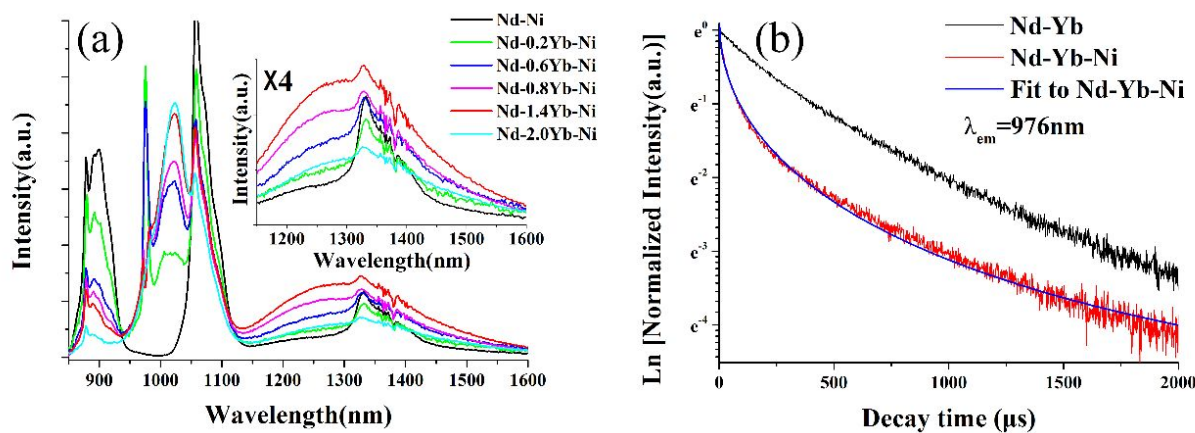 (a)
Nd-Ni
Nd-0.2Yb-Ni
Nd-0.6Yb-Ni
Nd-0.8Yb-Ni
Nd-1.4Yb-Ni
Nd-2.0Yb-Ni
X4
Intensity(a.u.)
1200 1300 1400 1500 1600
Wavelength(nm)
Intensity(a.u.)
900 1000 1100 1200 1300 1400 1500 1600
Wavelength(nm)
(b)
Nd-Yb
Nd-Yb-Ni
Fit to Nd-Yb-Ni
λem=976nm
Ln [Normalized Intensity(a.u.)]
e^0
e^-1
e^-2
e^-3
e^-4
0 500 1000 1500 2000
Decay time (μs)